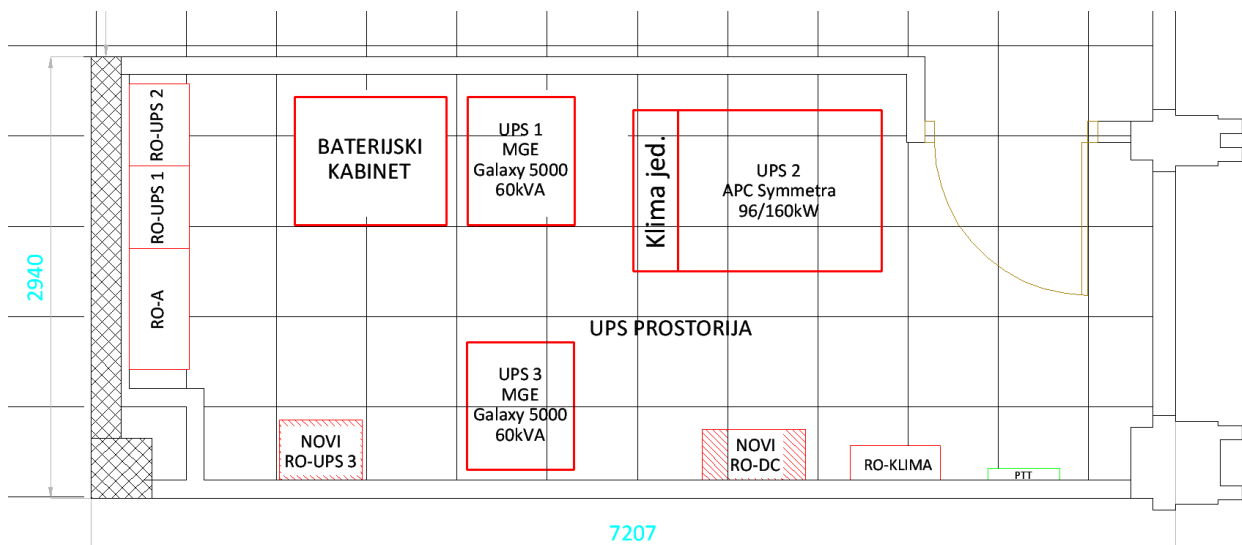 RO-UPS 2
RO-UPS 1
RO-A
BATERIJSKI
KABINET
UPS 1
MGE
Galaxy 5000
60kVA
Klima jed.
UPS 2
APC Symmetra
96/160kW
2940
UPS PROSTORIJA
UPS 3
MGE
Galaxy 5000
60kVA
NOVI
RO-UPS 3
NOVI
RO-DC
RO-KLIMA
PTT
7207